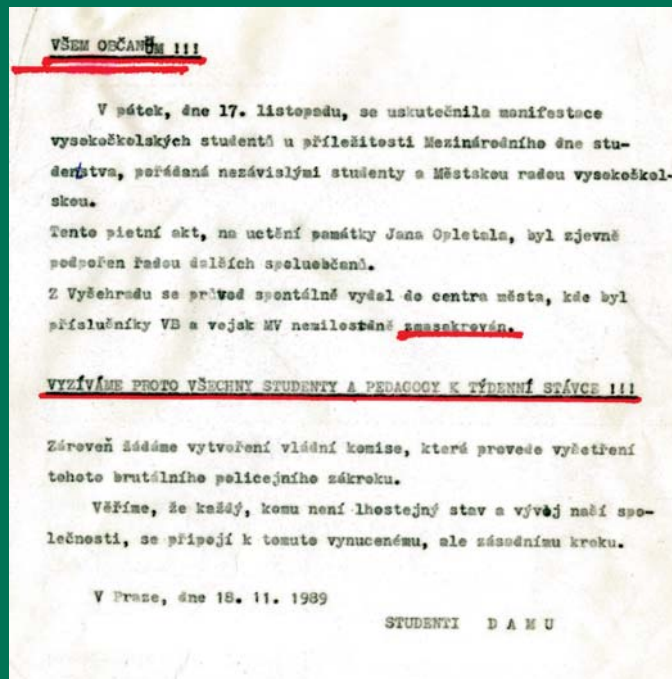 VŠEM OBČANŮM !!!
V pátek, dne 17. listopadu, se uskutečnila manifestace
vysokoškolských studentů u příležitosti Mezinárodního dne stu-
dentstva, pořádaná nezávislými studenty a Městskou radou vysokoškol-
skou.
Tento pietní akt, na uctění památky Jana Opletala, byl zjevně
podpořen řadou dalších spoluobčanů.
Z Vyšehradu se průvod spontálně vydal do centra města, kde byl
příslušníky VB a vojsk MV nemilosrdně zmasakrován.
VYZÍVÁME PROTO VŠECHNY STUDENTY A PEDAGOGY K TÝDENNÍ STÁVCE !!!
Zároveň žádáme vytvoření vládní komise, která provede vyšetření
tohoto brutálního policejního zákroku.
Věříme, že každý, komu není lhostejný stav a vývoj naší spo-
lečnosti, se připojí k tomuto vynucenému, ale zásadnímu kroku.
V Praze, dne 18. 11. 1989
STUDENTI D A M U